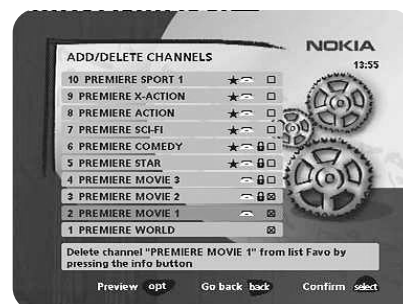 NOKIA
ADD/DELETE CHANNELS
13:55
10 PREMIERE SPORT 1
9 PREMIERE X-ACTION
8 PREMIERE ACTION
7 PREMIERE SCI-FI
6 PREMIERE COMEDY
5 PREMIERE STAR
4 PREMIERE MOVIE 3
3 PREMIERE MOVIE 2
2 PREMIERE MOVIE 1
1 PREMIERE WORLD
Delete channel "PREMIERE MOVIE 1" from list Favo by
pressing the info button
Preview opt Go back back Confirm select